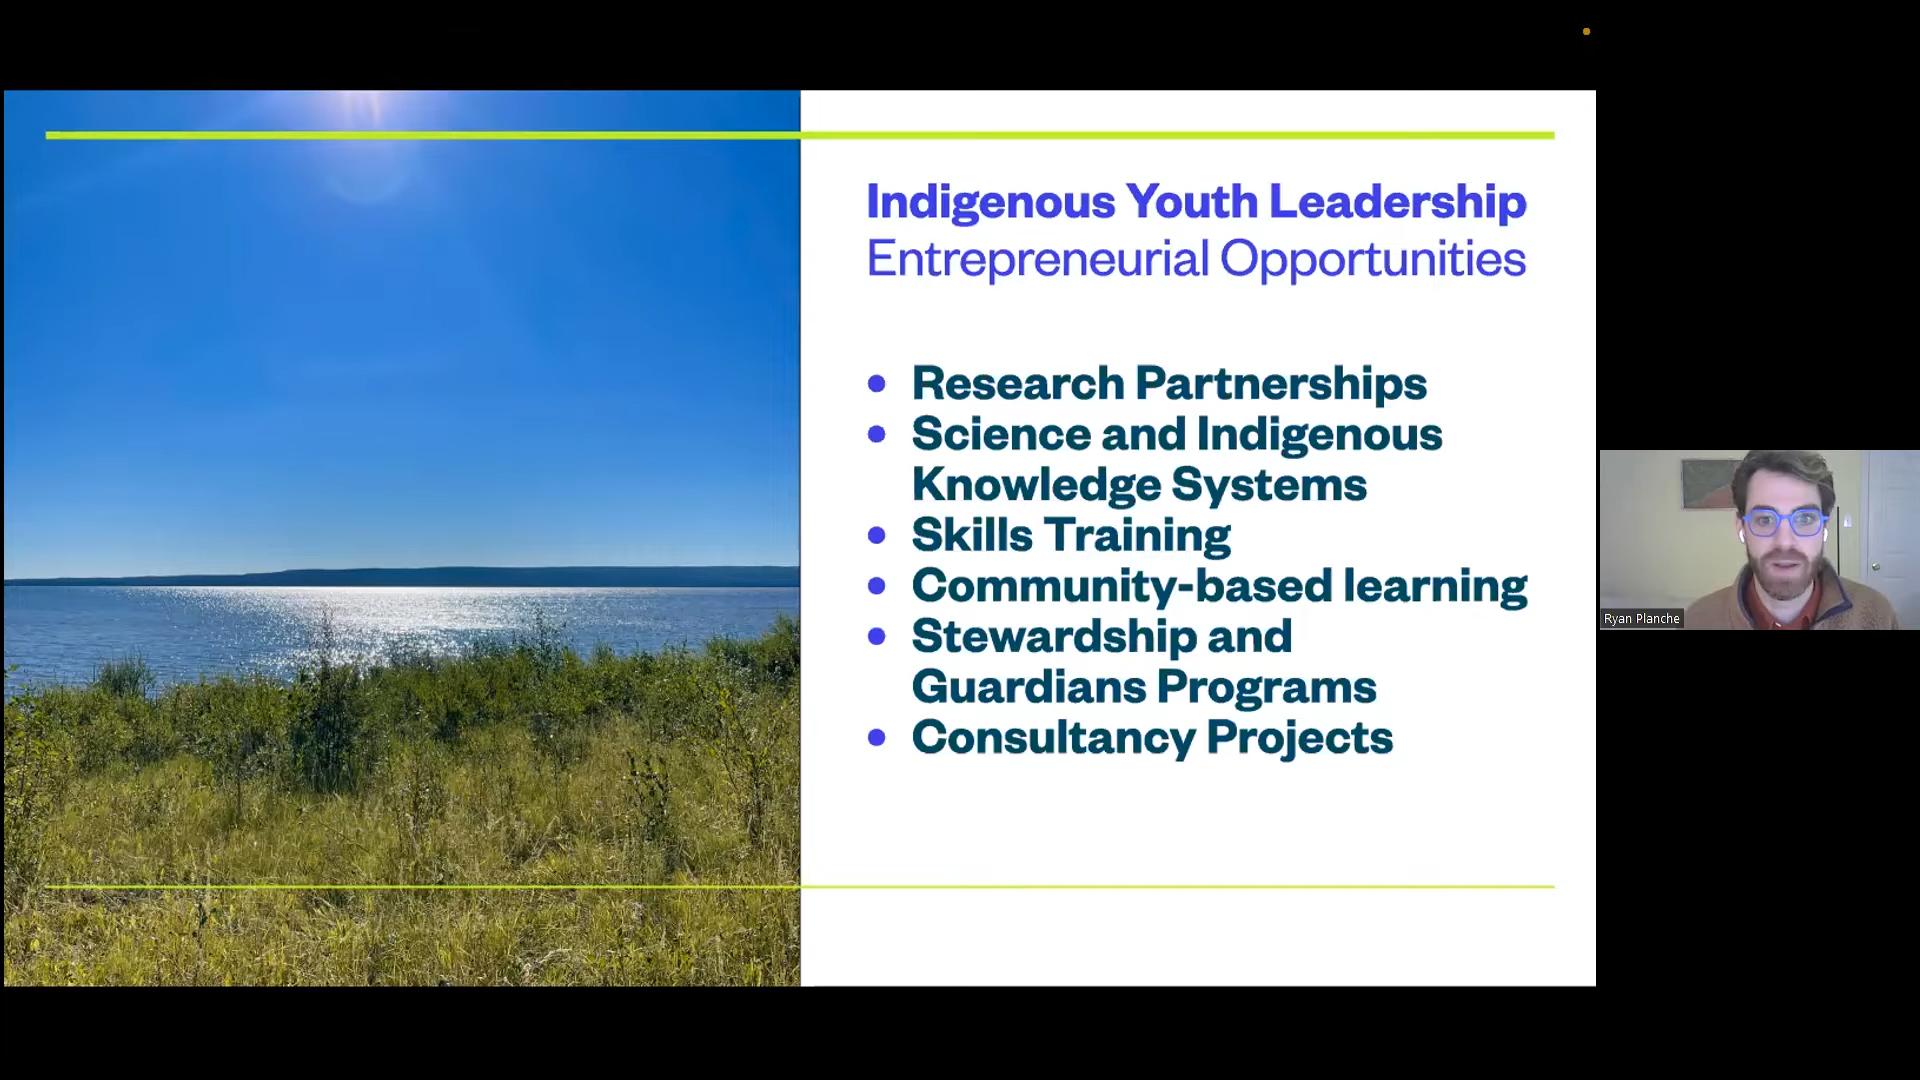 Indigenous Youth Leadership
Entrepreneurial Opportunities
• Research Partnerships
• Science and Indigenous
Knowledge Systems
• Skills Training
• Community-based learning
• Stewardship and
Guardians Programs
• Consultancy Projects
Ryan Planche